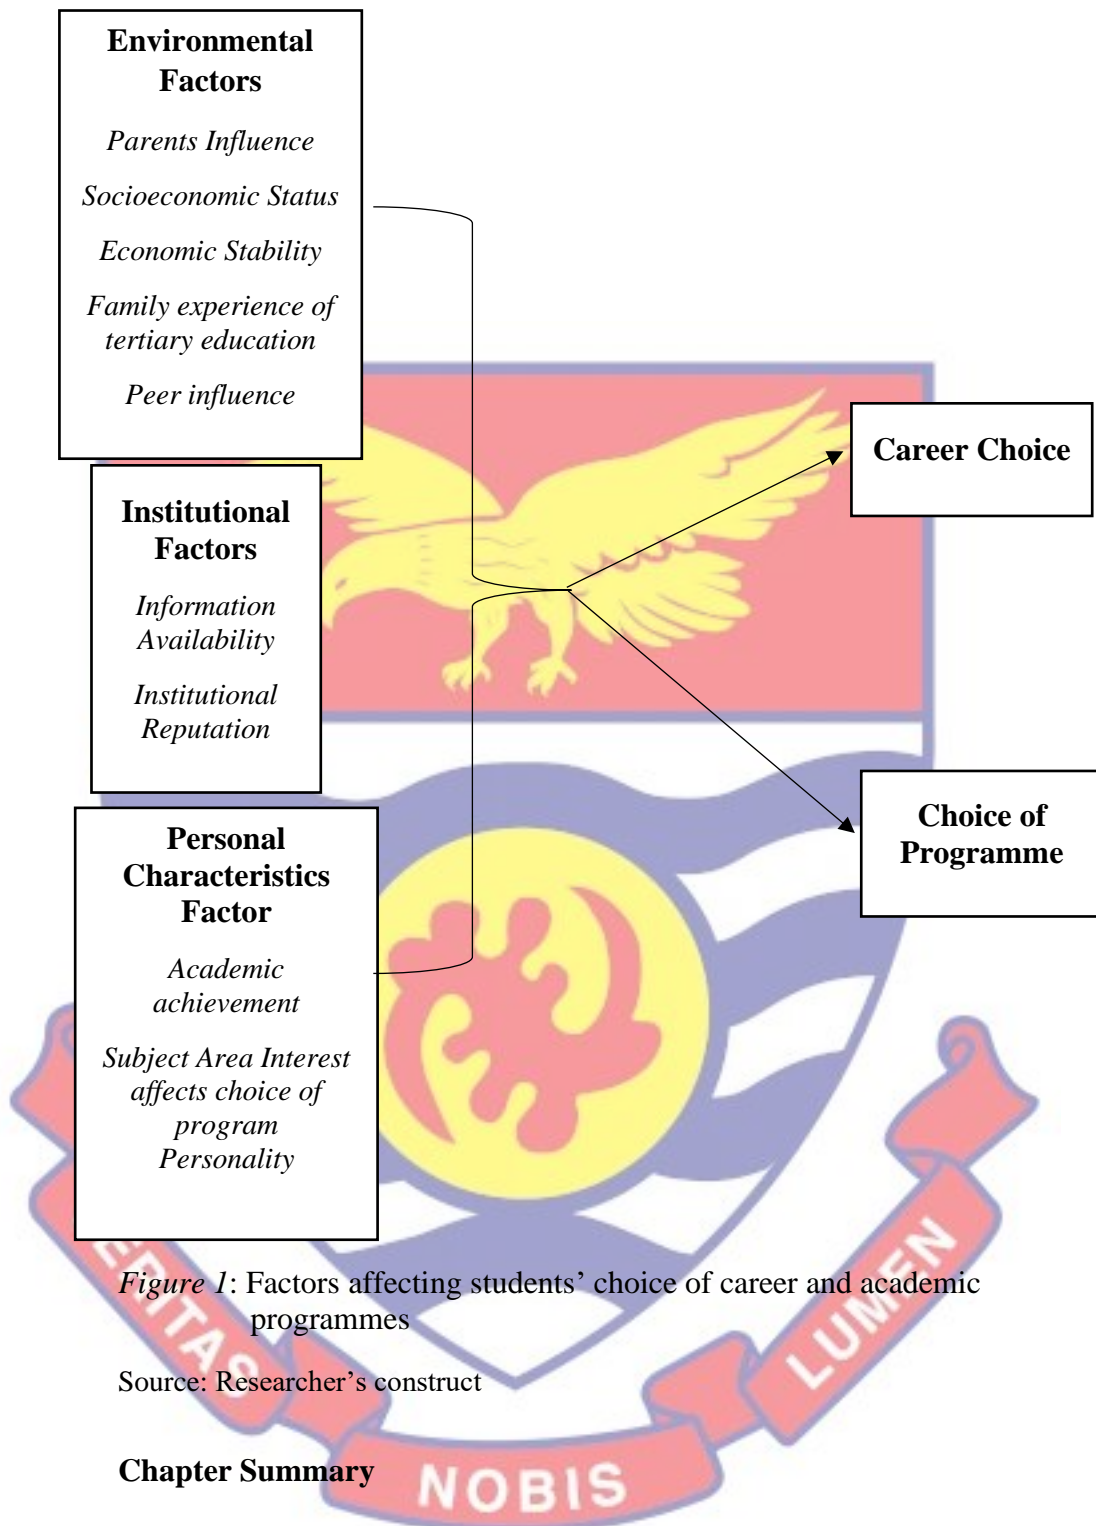 Environmental
Factors
Parents Influence
Socioeconomic Status
Economic Stability
Family experience of
tertiary education
Peer influence
Institutional
Factors
Information
Availability
Institutional
Reputation
Personal
Characteristics
Factor
Academic
achievement
Subject Area Interest
affects choice of
program
Personality
Career Choice
Choice of
Programme
Figure 1: Factors affecting students’ choice of career and academic
programmes
Source: Researcher’s construct
Chapter Summary
ERITAS
NOBIS
LUMEN